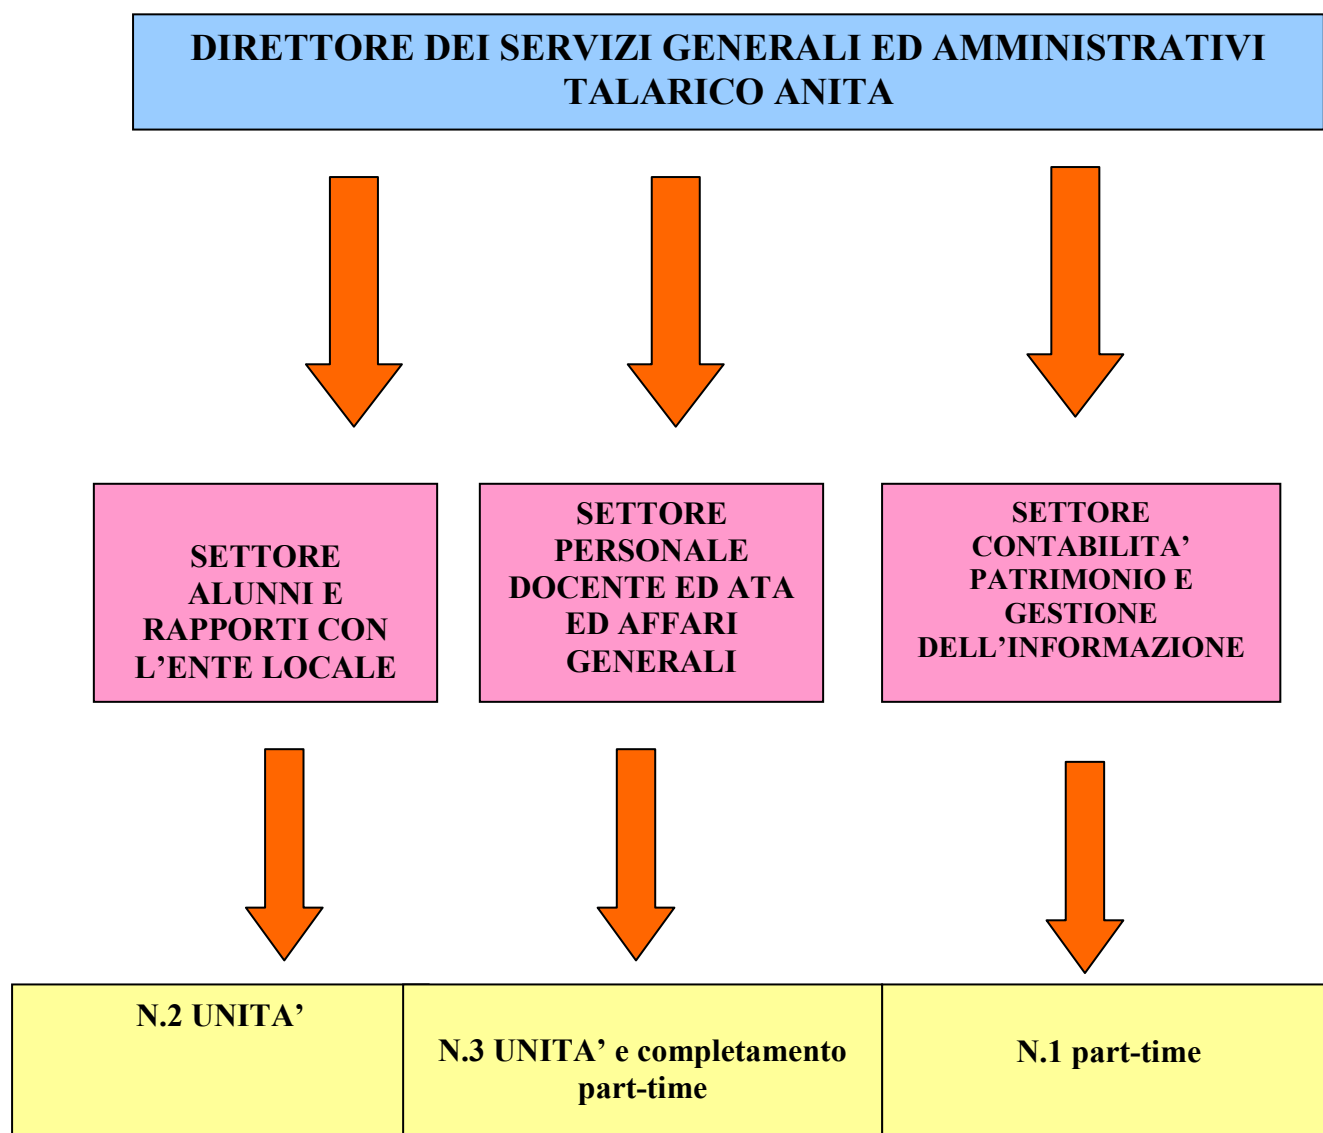 DIRETTORE DEI SERVIZI GENERALI ED AMMINISTRATIVI
TALARICO ANITA
SETTORE
ALUNNI E
RAPPORTI CON
L’ENTE LOCALE
SETTORE
PERSONALE
DOCENTE ED ATA
ED AFFARI
GENERALI
SETTORE
CONTABILITA’
PATRIMONIO E
GESTIONE
DELL’INFORMAZIONE
N.2 UNITA’
N.3 UNITA’ e completamento
part-time
N.1 part-time